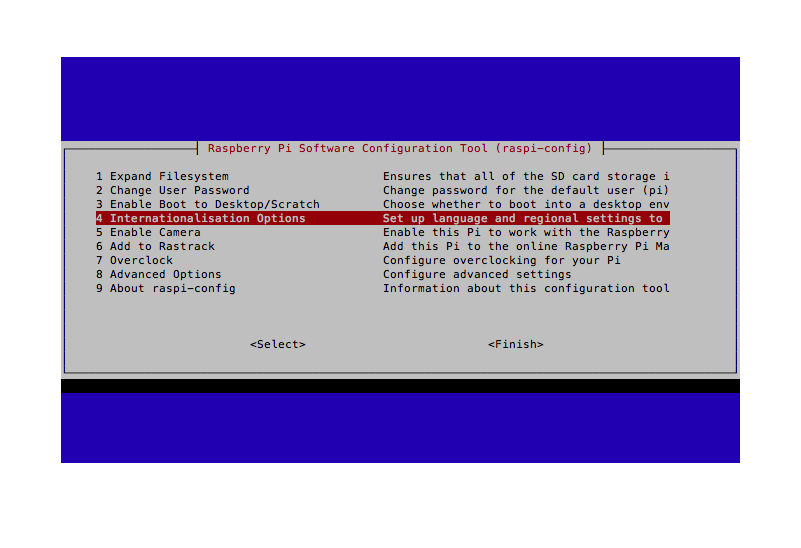 Raspberry Pi Software Configuration Tool (raspi-config)
1 Expand Filesystem Ensures that all of the SD card storage i
2 Change User Password Change password for the default user (pi)
3 Enable Boot to Desktop/Scratch Choose whether to boot into a desktop env
4 Internationalisation Options Set up language and regional settings to
5 Enable Camera Enable this Pi to work with the Raspberry
6 Add to Rastrack Add this Pi to the online Raspberry Pi Ma
7 Overclock Configure overclocking for your Pi
8 Advanced Options Configure advanced settings
9 About raspi-config Information about this configuration tool
<Select> <Finish>